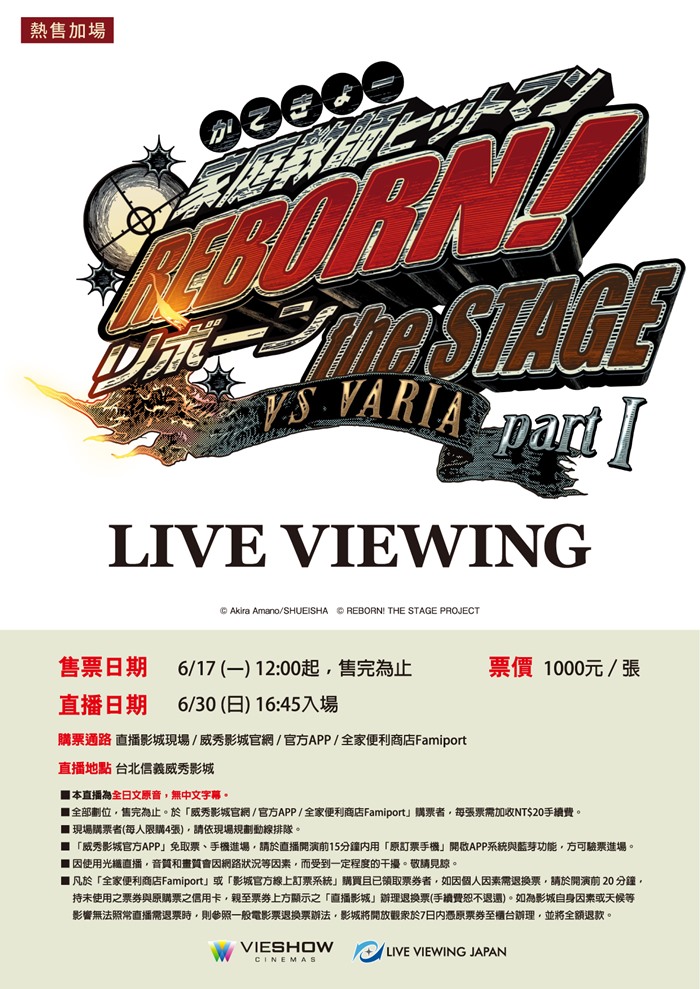 熱售加場
かてきょー
家庭教師ヒットマン
REBORN!
リボーン the STAGE
VS VARIA part I
LIVE VIEWING
© Akira Amano/SHUEISHA © REBORN! THE STAGE PROJECT
售票日期 6/17 (一) 12:00起，售完為止 票價 1000元 / 張
直播日期 6/30 (日) 16:45入場
購票通路 直播影城現場 / 威秀影城官網 / 官方APP / 全家便利商店Famiport
直播地點 台北信義威秀影城
■ 本直播為全日文原音，無中文字幕。
■ 全部劃位，售完為止。於「威秀影城官網 / 官方APP / 全家便利商店Famiport」購票者，每張票需加收NT$20手續費。
■ 現場購票者(每人限購4張)，請依現場規劃動線排隊。
■ 「威秀影城官方APP」免取票、手機進場，請於直播開演前15分鐘內用「原訂票手機」開啟APP系統與藍芽功能，方可驗票進場。
■ 因使用光纖直播，音質和畫質會因網路狀況等因素，而受到一定程度的干擾。敬請見諒。
■ 凡於「全家便利商店Famiport」或「影城官方線上訂票系統」購買且已領取票券者，如因個人因素需退換票，請於開演前 20 分鐘，
持未使用之票券與原購票之信用卡，親至票券上方顯示之「直播影城」辦理退換票(手續費恕不退還)。如為影城自身因素或天候等
影響無法照常直播需退票時，則參照一般電影票退換票辦法，影城將開放觀眾於7日內憑原票券至櫃台辦理，並將全額退款。
VIESHOW CINEMAS LIVE VIEWING JAPAN